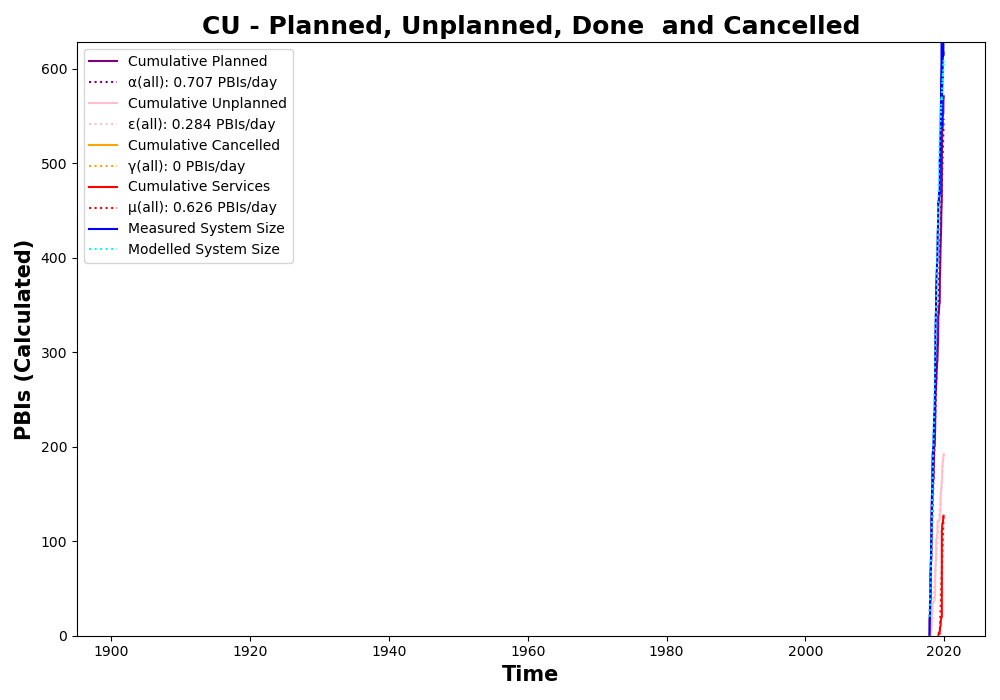 CU - Planned, Unplanned, Done  and Cancelled
Cumulative Planned
α(all): 0.707 PBIs/day
Cumulative Unplanned
ε(all): 0.284 PBIs/day
Cumulative Cancelled
γ(all): 0 PBIs/day
Cumulative Services
μ(all): 0.626 PBIs/day
Measured System Size
Modelled System Size
PBIs (Calculated)
600
500
400
300
200
100
0
1900 1920 1940 1960 1980 2000 2020
Time